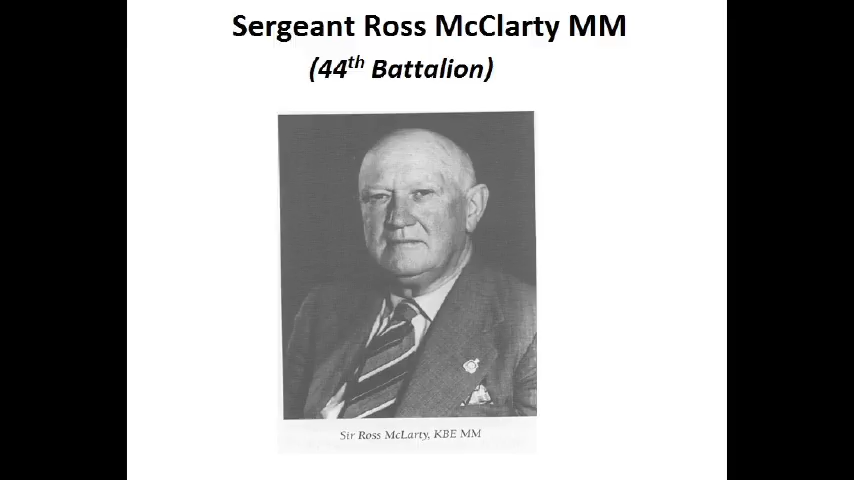 Sergeant Ross McClarty MM
(44th Battalion)
Sir Ross McLarty, KBE MM